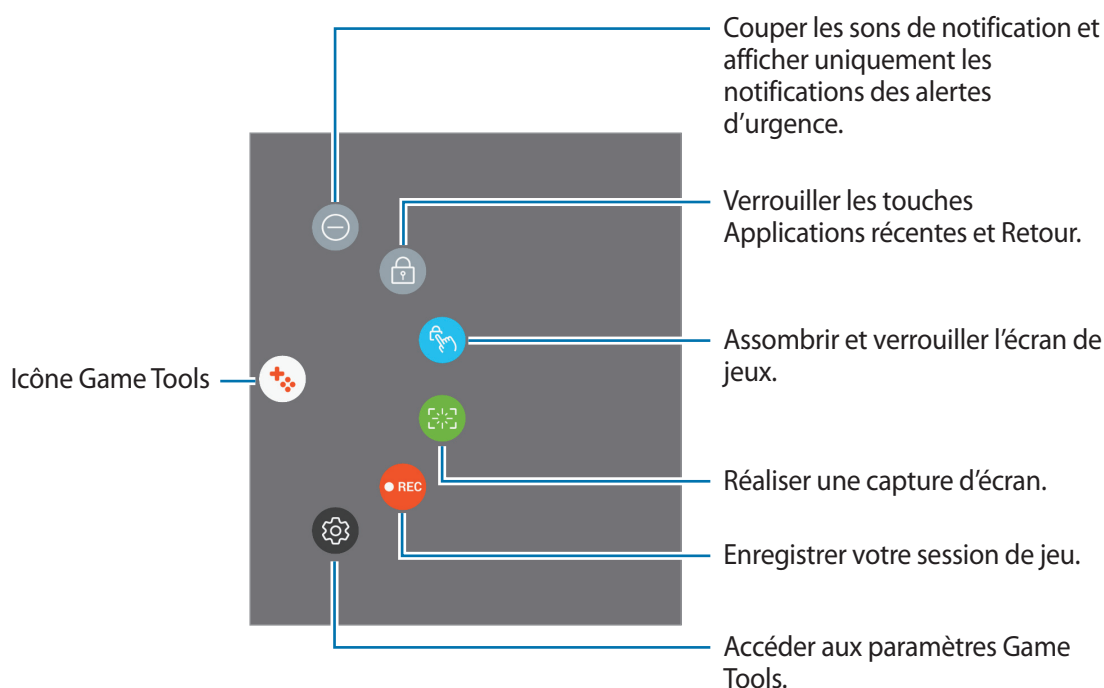 Couper les sons de notification et
afficher uniquement les
notifications des alertes
d’urgence.
Verrouiller les touches
Applications récentes et Retour.
Assombrir et verrouiller l’écran de
jeux.
Icône Game Tools
Réaliser une capture d’écran.
REC
Enregistrer votre session de jeu.
Accéder aux paramètres Game
Tools.